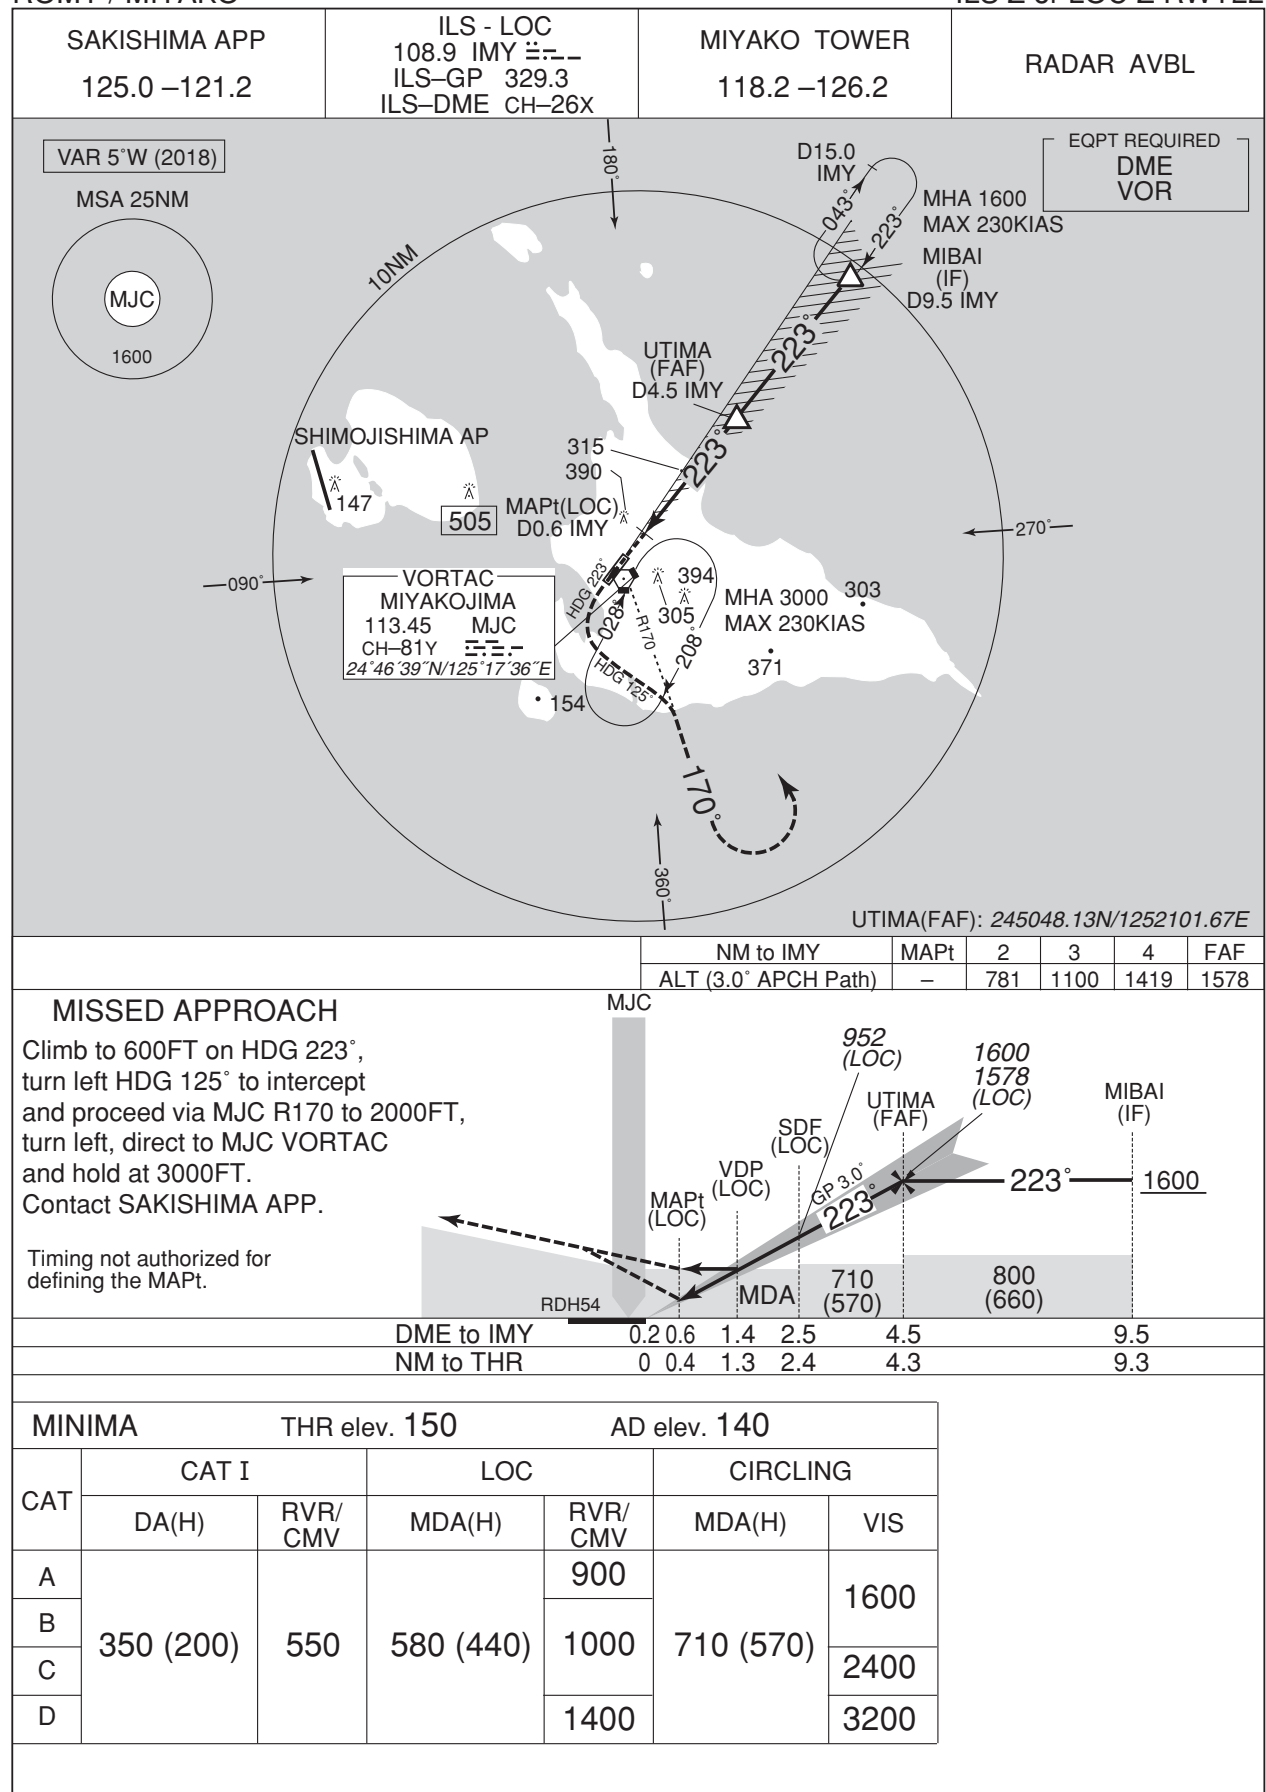 SAKISHIMA APP
125.0 –121.2
ILS - LOC
108.9 IMY
ILS–GP 329.3
ILS–DME CH–26X
MIYAKO TOWER
118.2 –126.2
RADAR AVBL
VAR 5°W (2018)
MSA 25NM
MJC
1600
EQPT REQUIRED
DME
VOR
180°
D15.0
IMY
043°
223°
MHA 1600
MAX 230KIAS
MIBAI
(IF)
D9.5 IMY
10NM
223°
UTIMA
(FAF)
D4.5 IMY
223°
SHIMOJISHIMA AP
147
505
315
390
MAPt(LOC)
D0.6 IMY
270°
090°
VORTAC
MIYAKOJIMA
113.45 MJC
CH–81Y
24°46´39˝N/125°17´36˝E
HDG 223°
028°
R170
208°
HDG 125°
394
305
MHA 3000
MAX 230KIAS
303
371
154
170°
360°
UTIMA(FAF): 245048.13N/1252101.67E
NM to IMY MAPt 2 3 4 FAF
ALT (3.0° APCH Path) – 781 1100 1419 1578
MISSED APPROACH
Climb to 600FT on HDG 223°,
turn left HDG 125° to intercept
and proceed via MJC R170 to 2000FT,
turn left, direct to MJC VORTAC
and hold at 3000FT.
Contact SAKISHIMA APP.
Timing not authorized for
defining the MAPt.
MJC
952
(LOC)
1600
1578
(LOC)
MIBAI
(IF)
UTIMA
(FAF)
SDF
(LOC)
VDP
(LOC)
MAPt
(LOC)
GP 3.0°
223°
223°
1600
MDA
710
(570)
800
(660)
RDH54
DME to IMY 0.2 0.6 1.4 2.5 4.5 9.5
NM to THR 0 0.4 1.3 2.4 4.3 9.3
MINIMA THR elev. 150 AD elev. 140
CAT
CAT I LOC CIRCLING
DA(H) RVR/CMV MDA(H) RVR/CMV MDA(H) VIS
A
B
C
D
350 (200)
550
580 (440)
900
1000
1400
710 (570)
1600
2400
3200